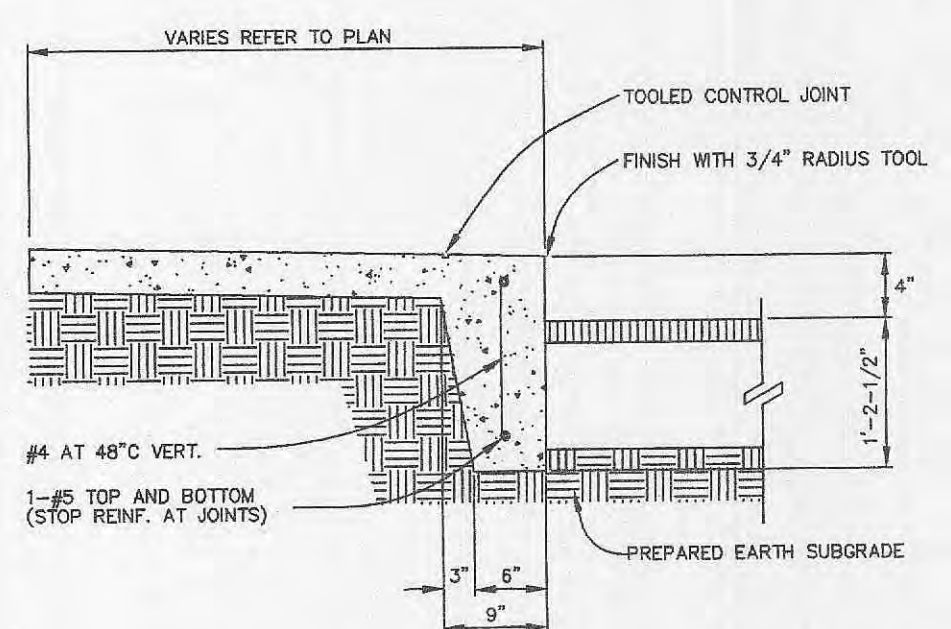 VARIES REFER TO PLAN
TOOLED CONTROL JOINT
FINISH WITH 3/4" RADIUS TOOL
4"
1'-2-1/2"
#4 AT 48"C VERT.
1-#5 TOP AND BOTTOM
(STOP REINF. AT JOINTS)
PREPARED EARTH SUBGRADE
3"
6"
9"